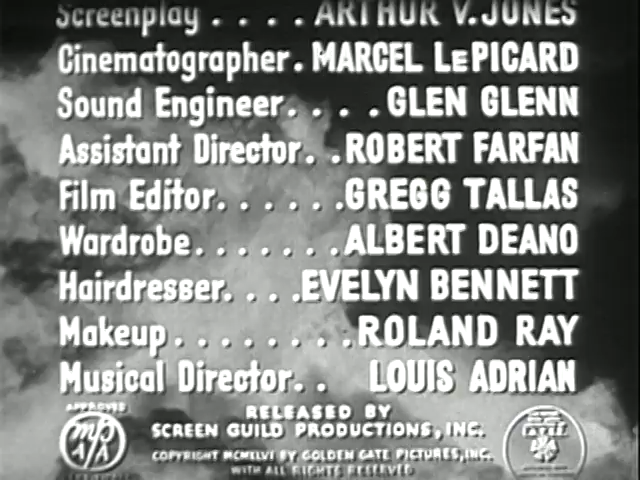 Screenplay . . . . ARTHUR V. JONES
Cinematographer. MARCEL LePICARD
Sound Engineer. . . . GLEN GLENN
Assistant Director. . ROBERT FARFAN
Film Editor. . . . . . GREGG TALLAS
Wardrobe. . . . . . . ALBERT DEANO
Hairdresser. . . . EVELYN BENNETT
Makeup. . . . . . . . ROLAND RAY
Musical Director. . LOUIS ADRIAN
APPROVED
RELEASED BY
SCREEN GUILD PRODUCTIONS, INC.
COPYRIGHT MCMXLVI BY GOLDEN GATE PICTURES, INC.
WITH ALL RIGHTS RESERVED